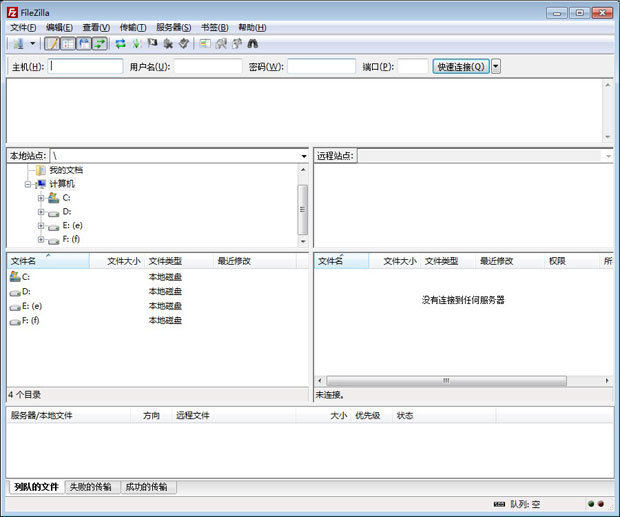 FileZilla
文件(F) 编辑(E) 查看(V) 传输(T) 服务器(S) 书签(B) 帮助(H)
主机(H): 用户名(U): 密码(W): 端口(P): 快速连接(Q)
本地站点: \ 远程站点:
我的文档
计算机
C:
D:
E: (e)
F: (f)
文件名 文件大小 文件类型 最近修改 文件名 文件大小 文件类型 最近修改 权限 所
C: 本地磁盘
D: 本地磁盘
E: (e) 本地磁盘
F: (f) 本地磁盘
没有连接到任何服务器
4 个目录 未连接。
服务器/本地文件 方向 远程文件 大小 优先级 状态
列队的文件 失败的传输 成功的传输
队列: 空